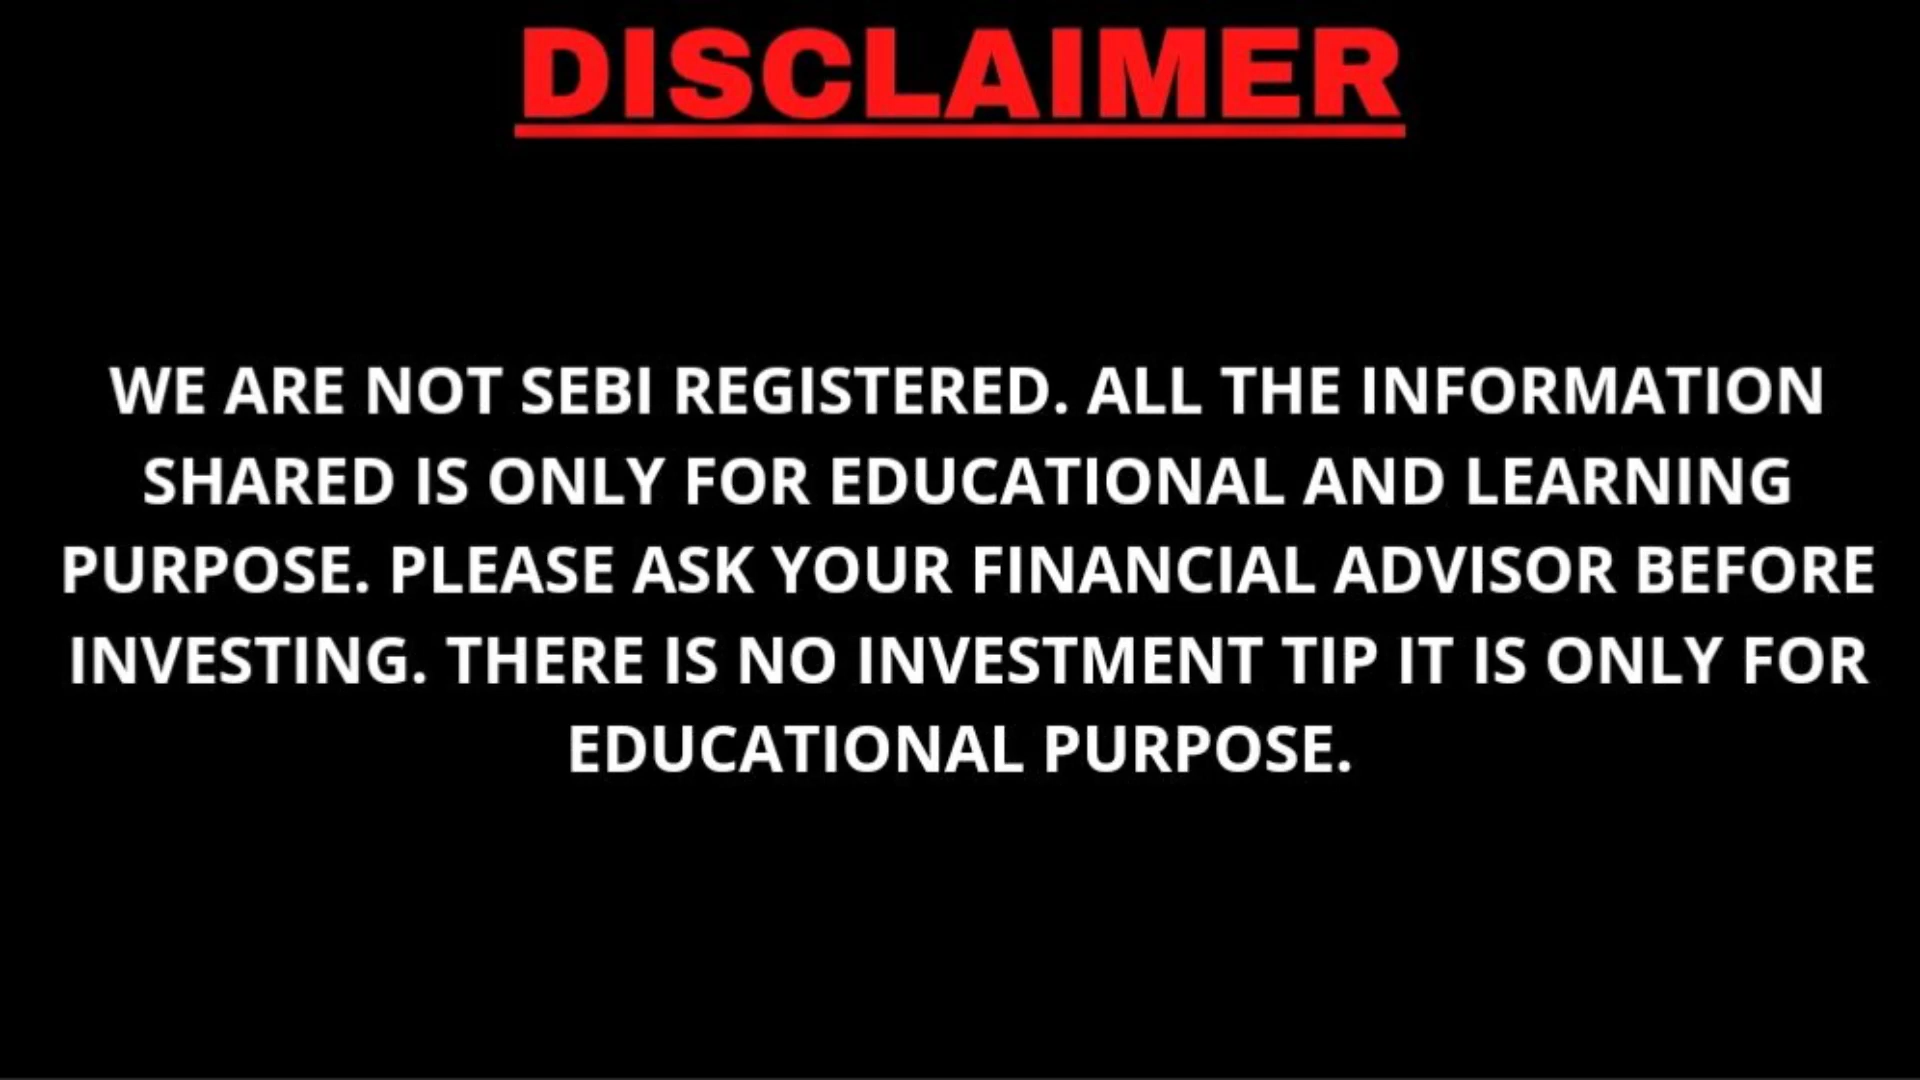 DISCLAIMER
WE ARE NOT SEBI REGISTERED. ALL THE INFORMATION
SHARED IS ONLY FOR EDUCATIONAL AND LEARNING
PURPOSE. PLEASE ASK YOUR FINANCIAL ADVISOR BEFORE
INVESTING. THERE IS NO INVESTMENT TIP IT IS ONLY FOR
EDUCATIONAL PURPOSE.